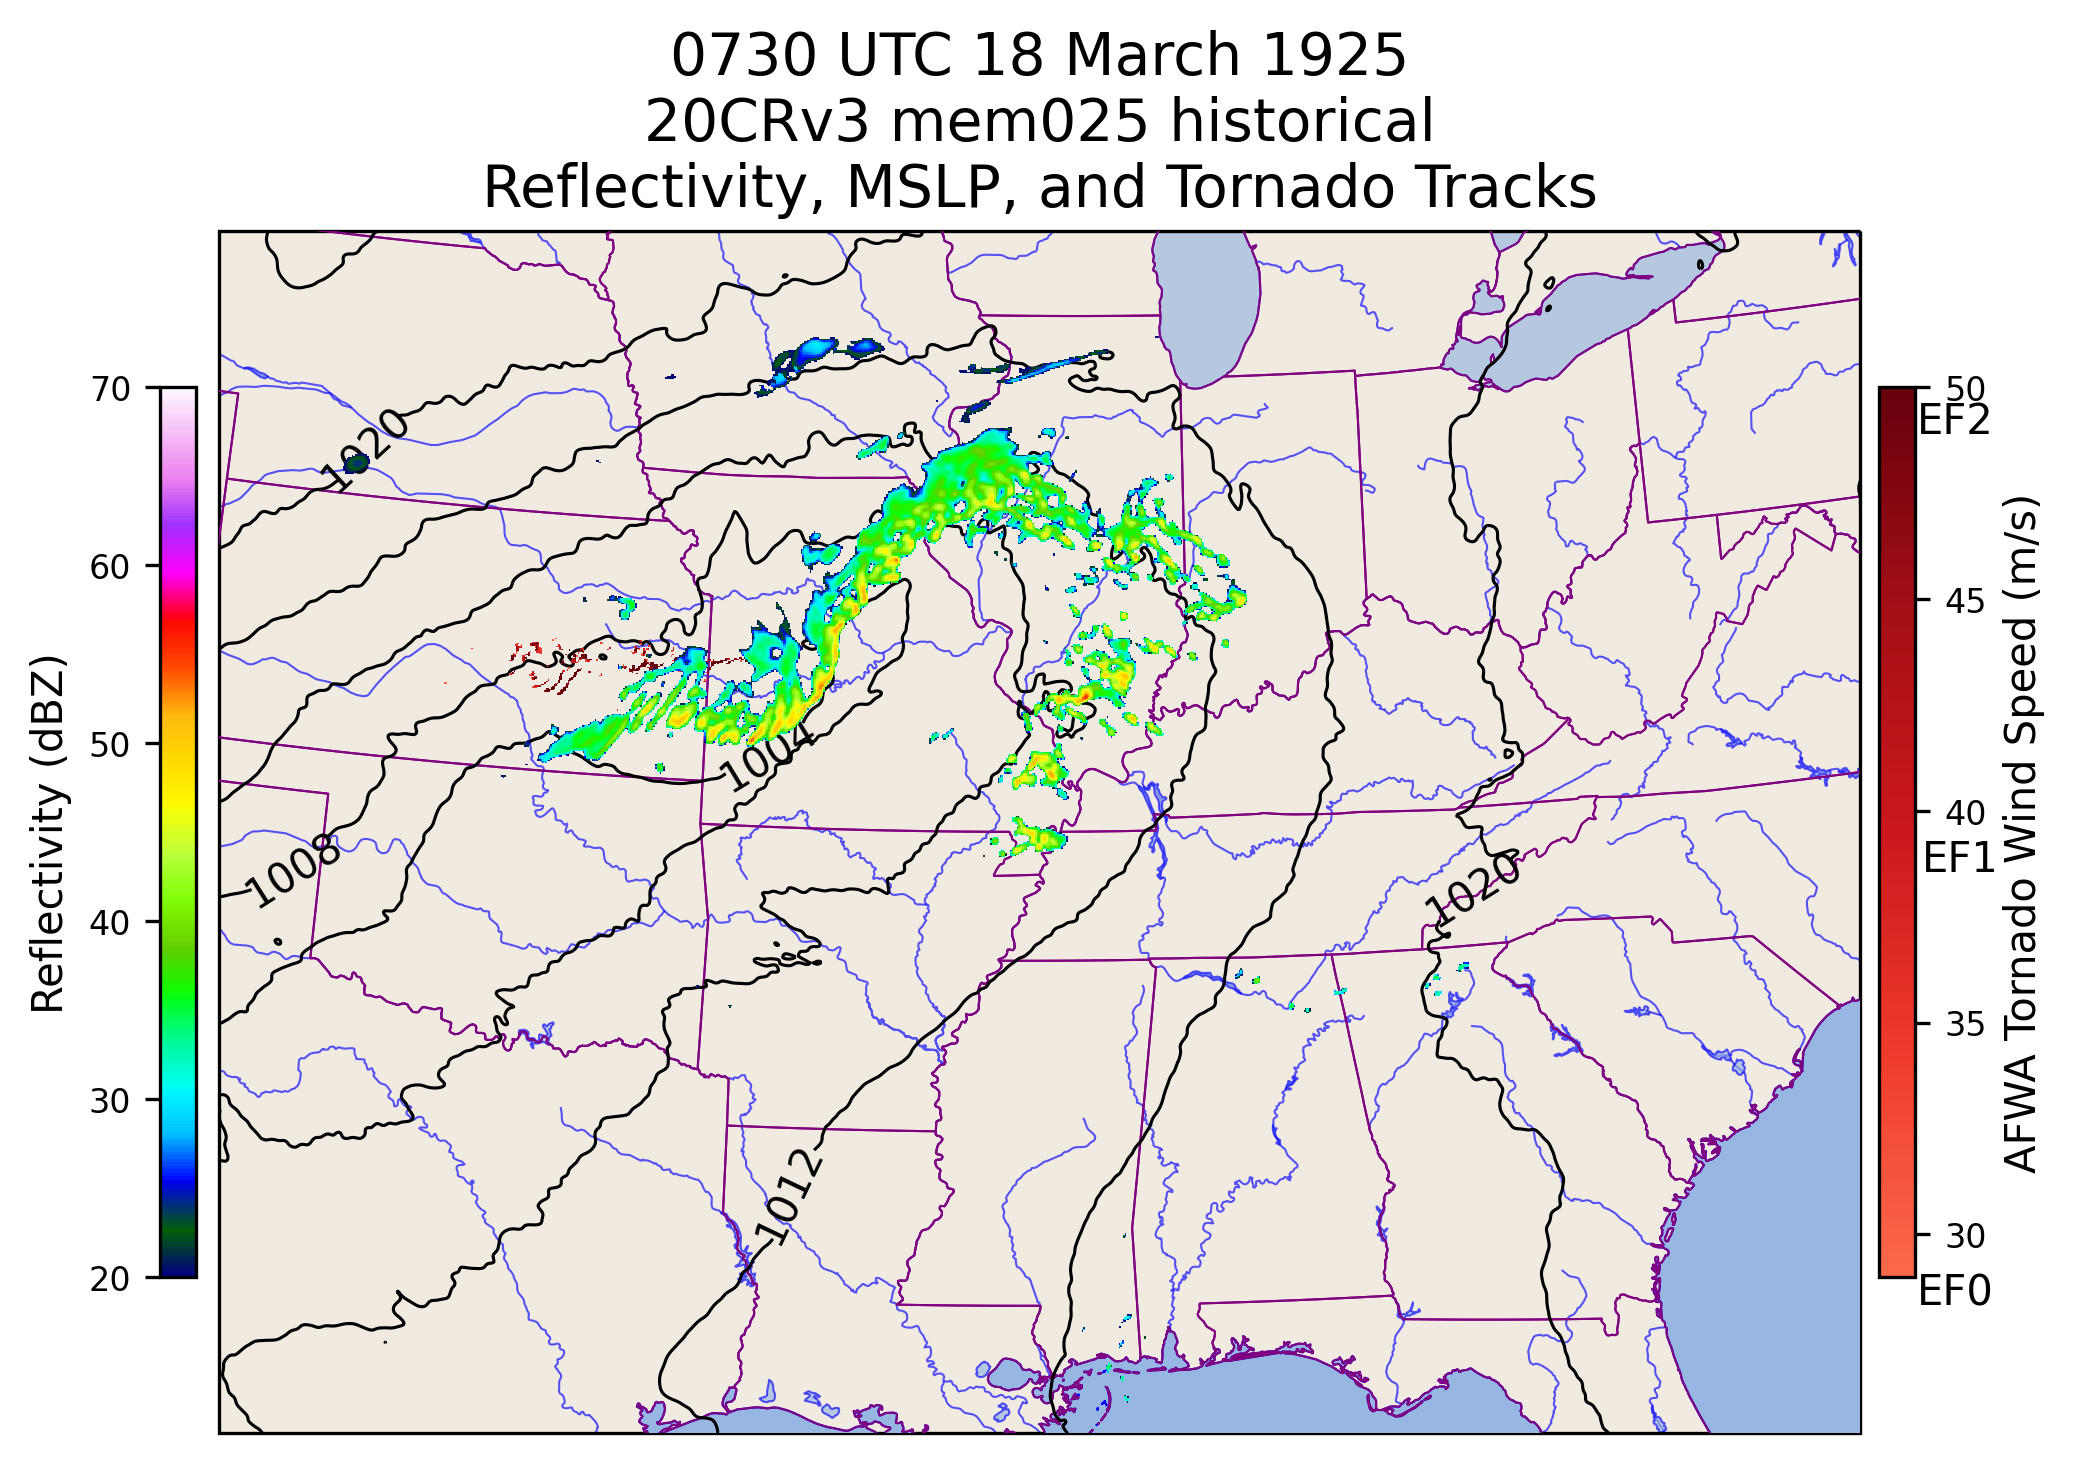 0730 UTC 18 March 1925
20CRv3 mem025 historical
Reflectivity, MSLP, and Tornado Tracks
Reflectivity (dBZ)
70
60
50
40
30
20
1020
1004
1008
1020
1012
50
EF2
45
40
EF1
35
30
EF0
AFWA Tornado Wind Speed (m/s)